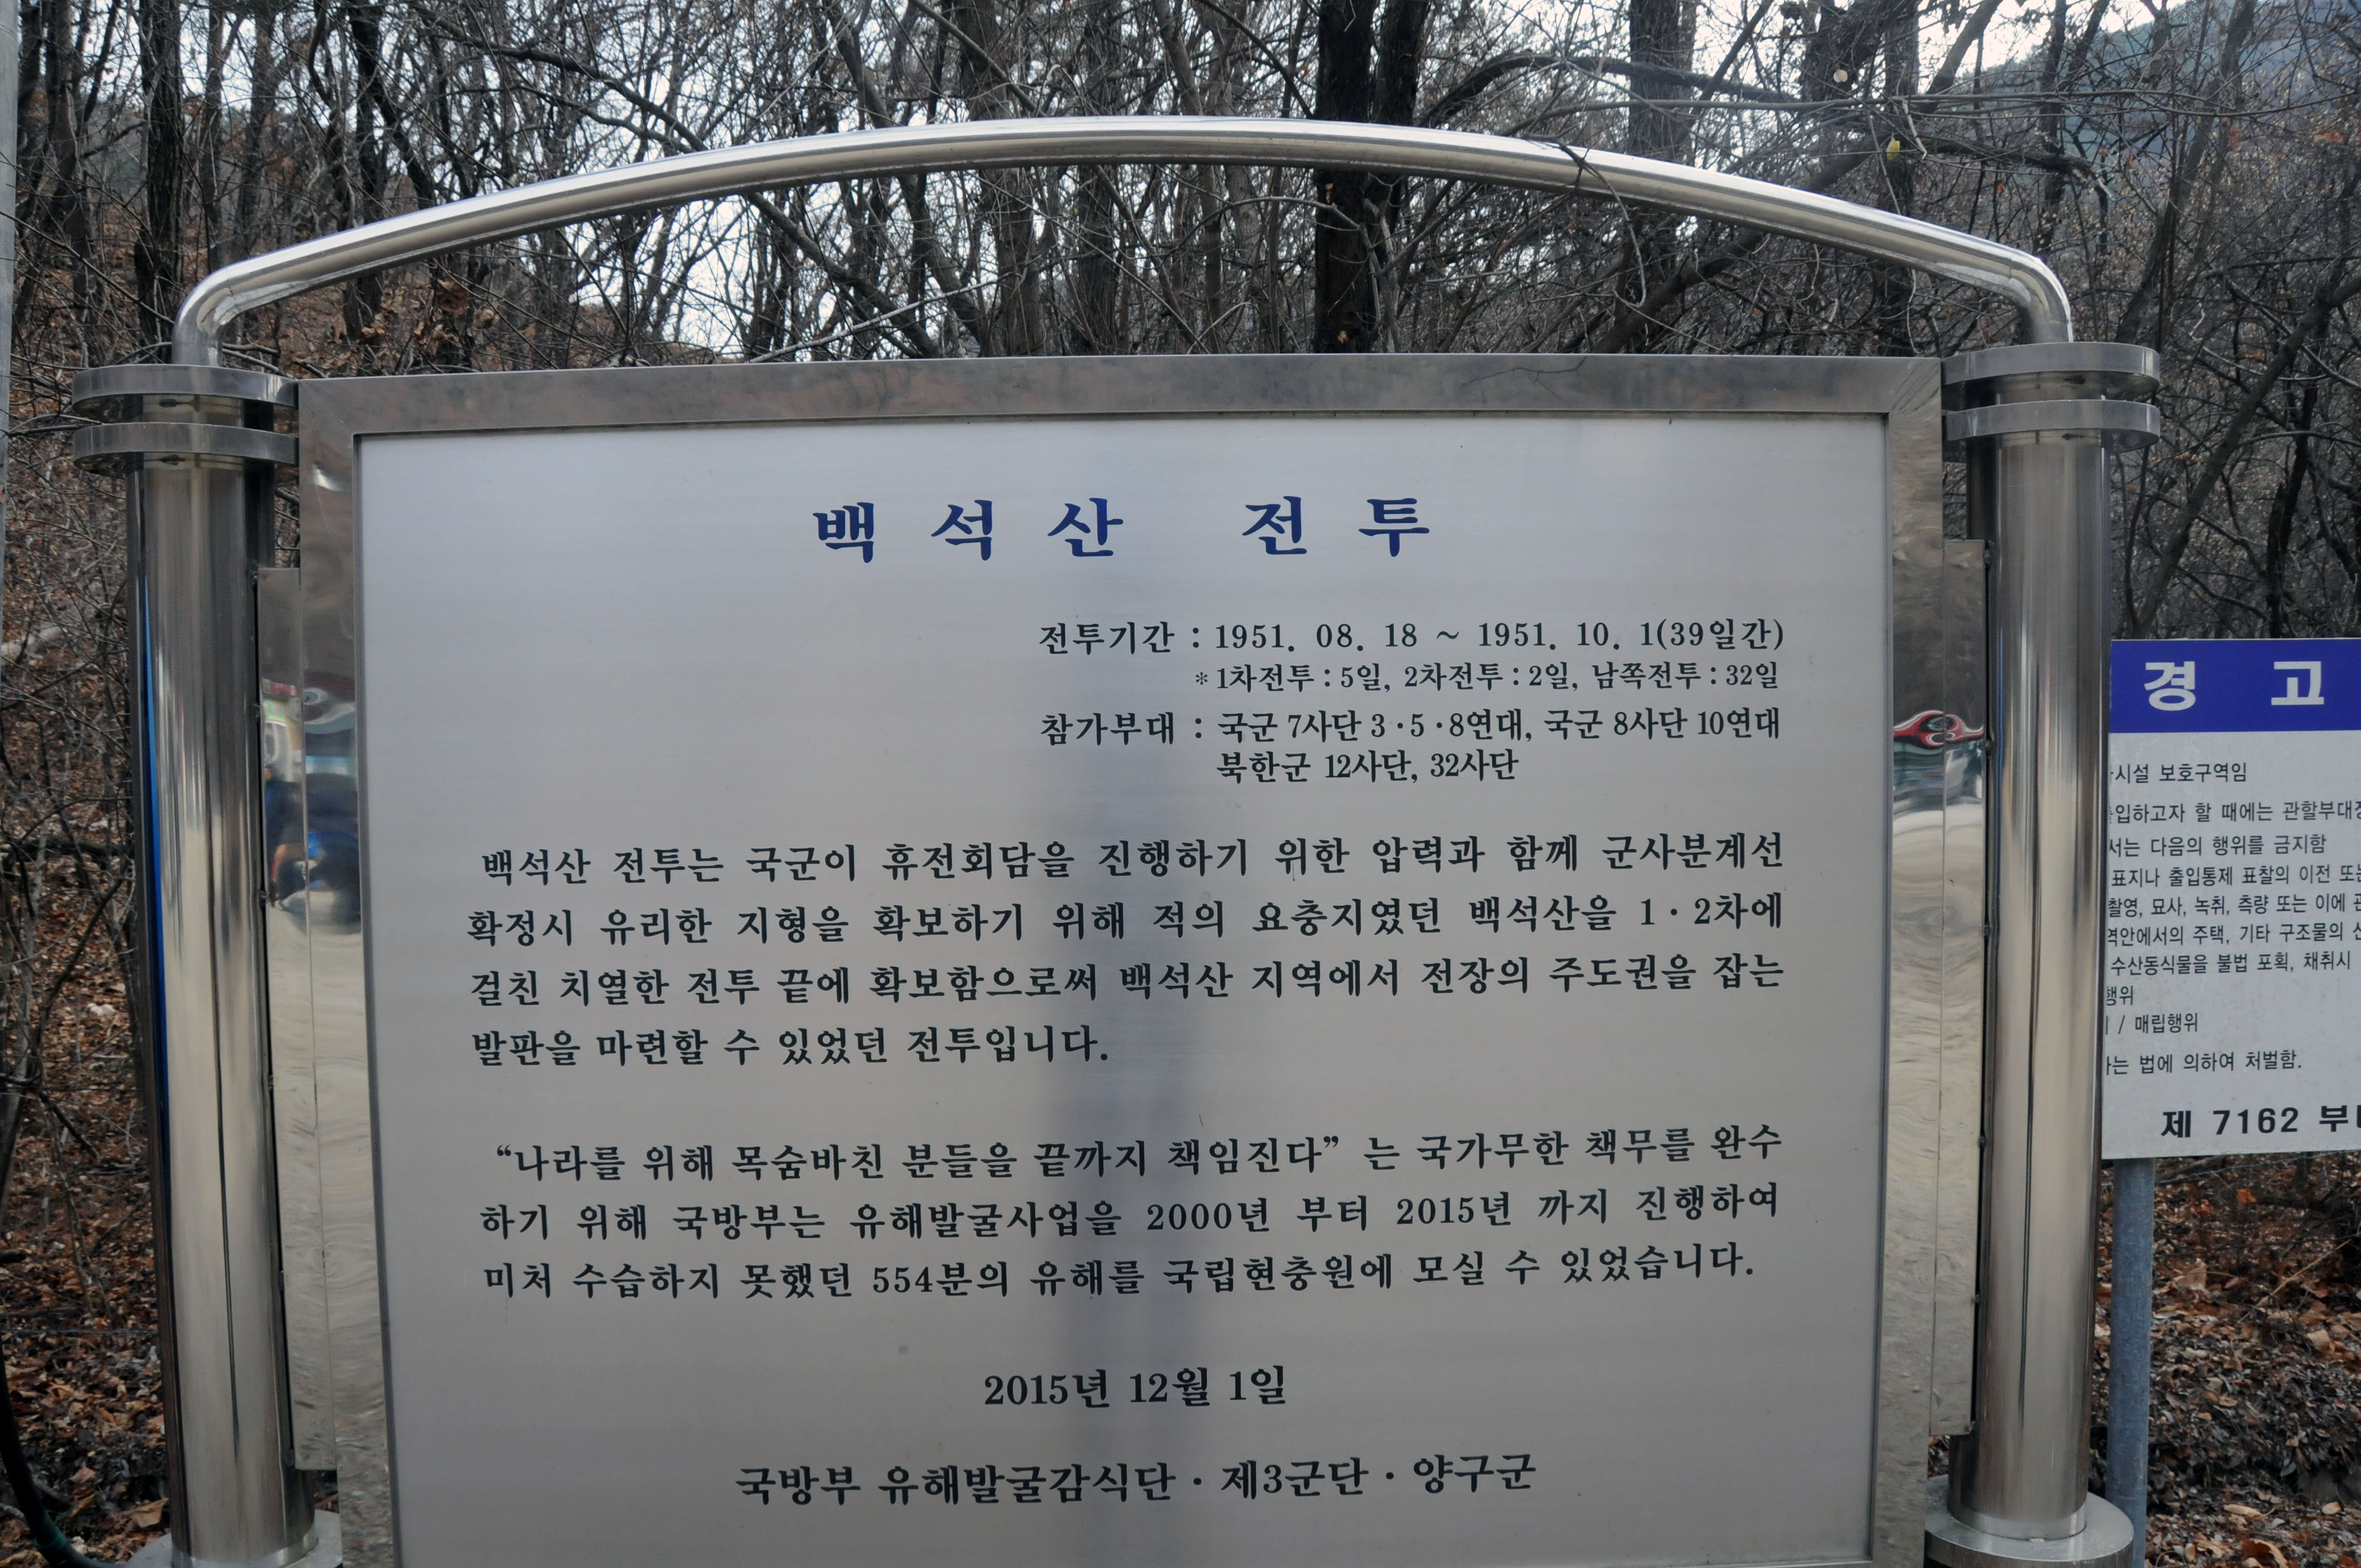 백석산 전투
전투기간 : 1951. 08. 18 ~ 1951. 10. 1(39일간)
*1차전투 : 5일, 2차전투 : 2일, 남쪽전투 : 32일
참가부대 : 국군 7사단 3·5·8연대, 국군 8사단 10연대
북한군 12사단, 32사단
백석산 전투는 국군이 휴전회담을 진행하기 위한 압력과 함께 군사분계선
확정시 유리한 지형을 확보하기 위해 적의 요충지였던 백석산을 1·2차에
걸친 치열한 전투 끝에 확보함으로써 백석산 지역에서 전장의 주도권을 잡는
발판을 마련할 수 있었던 전투입니다.
“나라를 위해 목숨바친 분들을 끝까지 책임진다” 는 국가무한 책무를 완수
하기 위해 국방부는 유해발굴사업을 2000년 부터 2015년 까지 진행하여
미처 수습하지 못했던 554분의 유해를 국립현충원에 모실 수 있었습니다.
2015년 12월 1일
국방부 유해발굴감식단 · 제3군단 · 양구군
경 고
시설 보호구역임
입하고자 할 때에는 관할부대
서는 다음의 행위를 금지함
표지나 출입통제 표찰의 이전 또는
촬영, 묘사, 녹취, 측량 또는 이에
역안에서의 주택, 기타 구조물의
수산동식물을 불법 포획, 채취시
행위
/ 매립행위
는 법에 의하여 처벌함.
제 7162 부